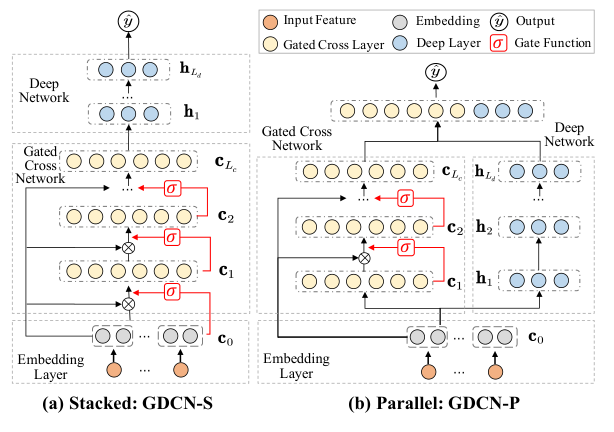 ŷ
Input Feature
Embedding
ŷ Output
Gated Cross Layer
Deep Layer
σ Gate Function
Deep
Network
h_{L_d}
...
h_1
Gated
Cross
Network
c_{L_c}
...
σ
c_2
σ
c_1
σ
c_0
...
Embedding
Layer
...
(a) Stacked: GDCN-S
ŷ
Gated Cross
Network
Deep
Network
c_{L_c}
h_{L_d}
...
σ
...
c_2
h_2
σ
c_1
h_1
...
c_0
Embedding
Layer
...
(b) Parallel: GDCN-P